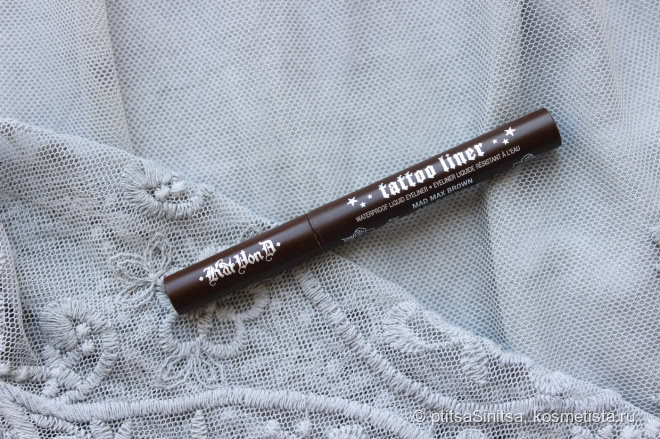 Kat Von D
tattoo liner
WATERPROOF LIQUID EYELINER • EYELINER LIQUIDE RÉSISTANT À L'EAU
MAD MAX BROWN
© ptitsaSinitsa, kosmetista.ru